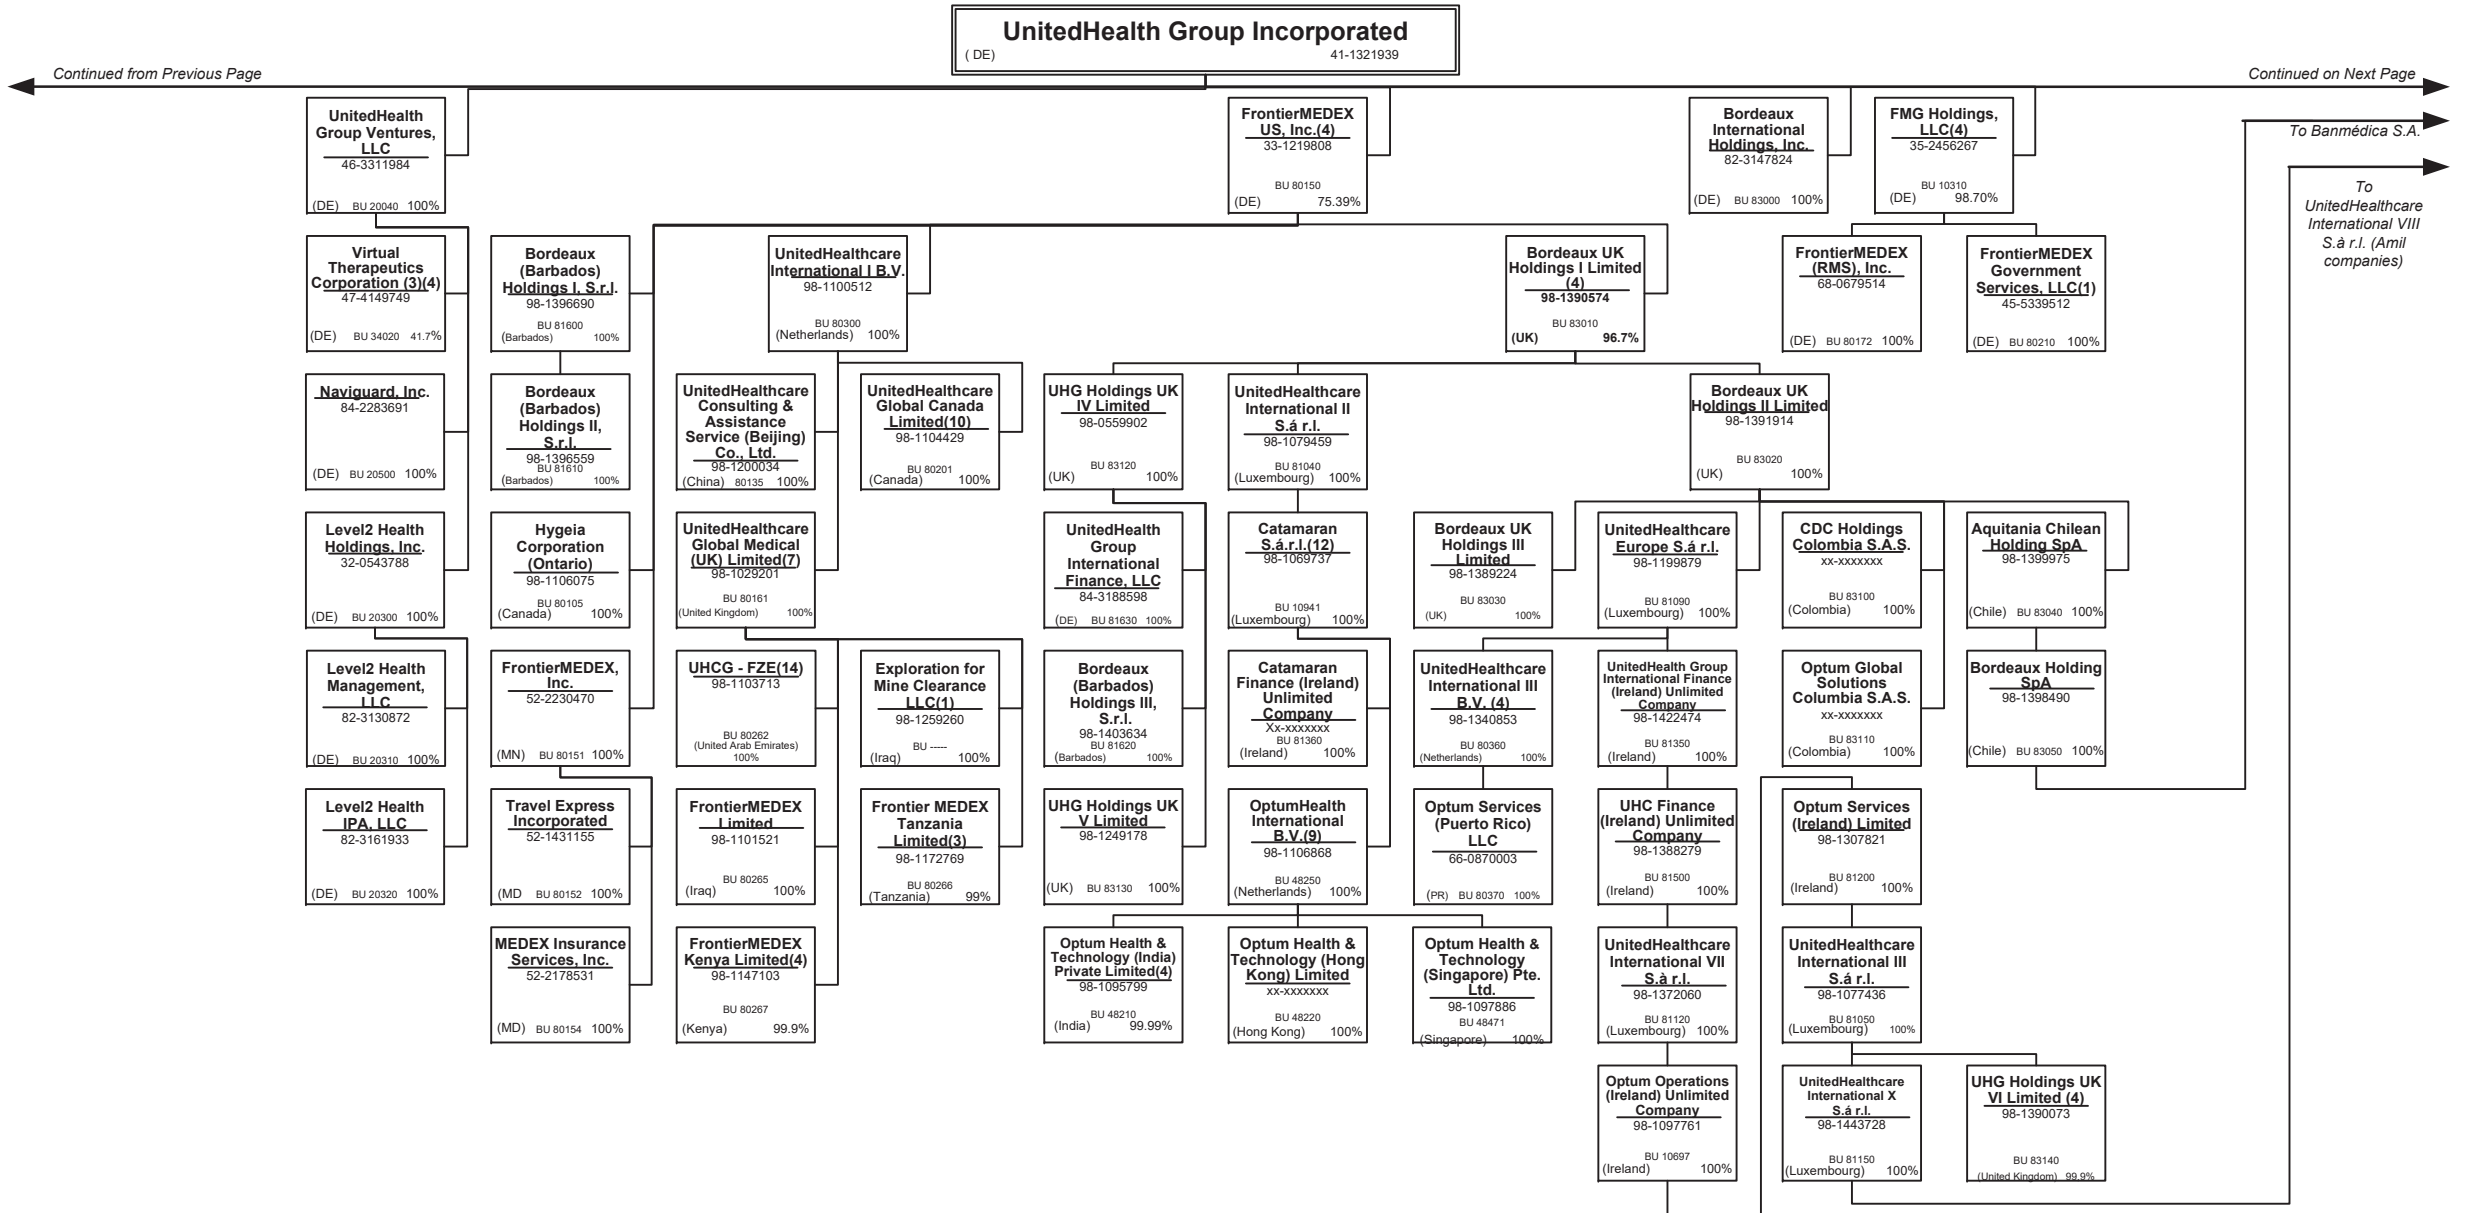 UnitedHealth Group Incorporated
( DE)
41-1321939
Continued from Previous Page
Continued on Next Page
UnitedHealth
Group Ventures,
LLC
46-3311984
(DE) BU 20040 100%
FrontierMEDEX
US, Inc.(4)
33-1219808
BU 80150
(DE) 75.39%
Bordeaux
International
Holdings, Inc.
82-3147824
(DE) BU 83000 100%
FMG Holdings,
LLC(4)
35-2456267
BU 10310
(DE) 98.70%
To Banmédica S.A.
To
UnitedHealthcare
International VIII
S.à r.l. (Amil
companies)
Virtual
Therapeutics
Corporation (3)(4)
47-4149749
(DE) BU 34020 41.7%
Bordeaux
(Barbados)
Holdings I, S.r.l.
98-1396690
BU 81600
(Barbados) 100%
UnitedHealthcare
International I B.V.
98-1100512
BU 80300
(Netherlands) 100%
Bordeaux UK
Holdings I Limited
(4)
98-1390574
BU 83010
(UK) 96.7%
FrontierMEDEX
(RMS), Inc.
68-0679514
(DE) BU 80172 100%
FrontierMEDEX
Government
Services, LLC(1)
45-5339512
(DE) BU 80210 100%
Naviguard, Inc.
84-2283691
(DE) BU 20500 100%
Bordeaux
(Barbados)
Holdings II,
S.r.l.
98-1396559
BU 81610
(Barbados) 100%
UnitedHealthcare
Consulting &
Assistance
Service (Beijing)
Co., Ltd.
98-1200034
(China) 80135 100%
UnitedHealthcare
Global Canada
Limited(10)
98-1104429
BU 80201
(Canada) 100%
UHG Holdings UK
IV Limited
98-0559902
BU 83120
(UK) 100%
UnitedHealthcare
International II
S.á r.l.
98-1079459
BU 81040
(Luxembourg) 100%
Bordeaux UK
Holdings II Limited
98-1391914
BU 83020
(UK) 100%
Level2 Health
Holdings, Inc.
32-0543788
(DE) BU 20300 100%
Hygeia
Corporation
(Ontario)
98-1106075
BU 80105
(Canada) 100%
UnitedHealthcare
Global Medical
(UK) Limited(7)
98-1029201
BU 80161
(United Kingdom) 100%
UnitedHealth
Group
International
Finance, LLC
84-3188598
(DE) BU 81630 100%
Catamaran
S.á.r.l.(12)
98-1069737
BU 10941
(Luxembourg) 100%
Bordeaux UK
Holdings III
Limited
98-1389224
BU 83030
(UK) 100%
UnitedHealthcare
Europe S.á r.l.
98-1199879
BU 81090
(Luxembourg) 100%
CDC Holdings
Colombia S.A.S.
xx-xxxxxxx
BU 83100
(Colombia) 100%
Aquitania Chilean
Holding SpA
98-1399975
(Chile) BU 83040 100%
Level2 Health
Management,
LLC
82-3130872
(DE) BU 20310 100%
FrontierMEDEX,
Inc.
52-2230470
(MN) BU 80151 100%
UHCG - FZE(14)
98-1103713
BU 80262
(United Arab Emirates)
100%
Exploration for
Mine Clearance
LLC(1)
98-1259260
BU -----
(Iraq) 100%
Bordeaux
(Barbados)
Holdings III,
S.r.l.
98-1403634
BU 81620
(Barbados) 100%
Catamaran
Finance (Ireland)
Unlimited
Company
Xx-xxxxxxx
BU 81360
(Ireland) 100%
UnitedHealthcare
International III
B.V. (4)
98-1340853
BU 80360
(Netherlands) 100%
UnitedHealth Group
International Finance
(Ireland) Unlimited
Company
98-1422474
BU 81350
(Ireland) 100%
Optum Global
Solutions
Columbia S.A.S.
xx-xxxxxxx
BU 83110
(Colombia) 100%
Bordeaux Holding
SpA
98-1398490
(Chile) BU 83050 100%
Level2 Health
IPA, LLC
82-3161933
(DE) BU 20320 100%
Travel Express
Incorporated
52-1431155
(MD BU 80152 100%
FrontierMEDEX
Limited
98-1101521
BU 80265
(Iraq) 100%
Frontier MEDEX
Tanzania
Limited(3)
98-1172769
BU 80266
(Tanzania) 99%
UHG Holdings UK
V Limited
98-1249178
(UK) BU 83130 100%
OptumHealth
International
B.V.(9)
98-1106868
BU 48250
(Netherlands) 100%
Optum Services
(Puerto Rico)
LLC
66-0870003
(PR) BU 80370 100%
UHC Finance
(Ireland) Unlimited
Company
98-1388279
BU 81500
(Ireland) 100%
Optum Services
(Ireland) Limited
98-1307821
BU 81200
(Ireland) 100%
MEDEX Insurance
Services, Inc.
52-2178531
(MD) BU 80154 100%
FrontierMEDEX
Kenya Limited(4)
98-1147103
BU 80267
(Kenya) 99.9%
Optum Health &
Technology (India)
Private Limited(4)
98-1095799
BU 48210
(India) 99.99%
Optum Health &
Technology (Hong
Kong) Limited
xx-xxxxxxx
BU 48220
(Hong Kong) 100%
Optum Health &
Technology
(Singapore) Pte.
Ltd.
98-1097886
BU 48471
(Singapore) 100%
UnitedHealthcare
International VII
S.à r.l.
98-1372060
BU 81120
(Luxembourg) 100%
UnitedHealthcare
International III
S.á r.l.
98-1077436
BU 81050
(Luxembourg) 100%
Optum Operations
(Ireland) Unlimited
Company
98-1097761
BU 10697
(Ireland) 100%
UnitedHealthcare
International X
S.á r.l.
98-1443728
BU 81150
(Luxembourg) 100%
UHG Holdings UK
VI Limited (4)
98-1390073
BU 83140
(United Kingdom) 99.9%